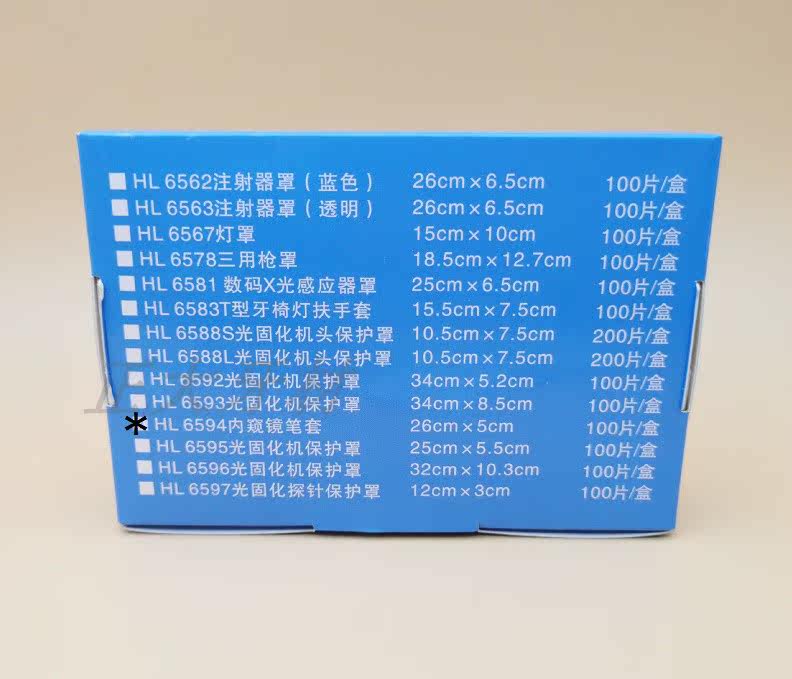 HL 6562注射器罩（蓝色） 26cm×6.5cm 100片/盒
HL 6563注射器罩（透明） 26cm×6.5cm 100片/盒
HL 6567灯罩 15cm×10cm 100片/盒
HL 6578三用枪罩 18.5cm×12.7cm 100片/盒
HL 6581 数码X光感应器罩 25cm×6.5cm 100片/盒
HL 6583T型牙椅灯扶手套 15.5cm×7.5cm 100片/盒
HL 6588S光固化机头保护罩 10.5cm×7.5cm 200片/盒
HL 6588L光固化机头保护罩 10.5cm×7.5cm 200片/盒
HL 6592光固化机保护罩 34cm×5.2cm 100片/盒
HL 6593光固化机保护罩 34cm×8.5cm 100片/盒
* HL 6594内窥镜笔套 26cm×5cm 100片/盒
HL 6595光固化机保护罩 25cm×5.5cm 100片/盒
HL 6596光固化机保护罩 32cm×10.3cm 100片/盒
HL 6597光固化探针保护罩 12cm×3cm 100片/盒